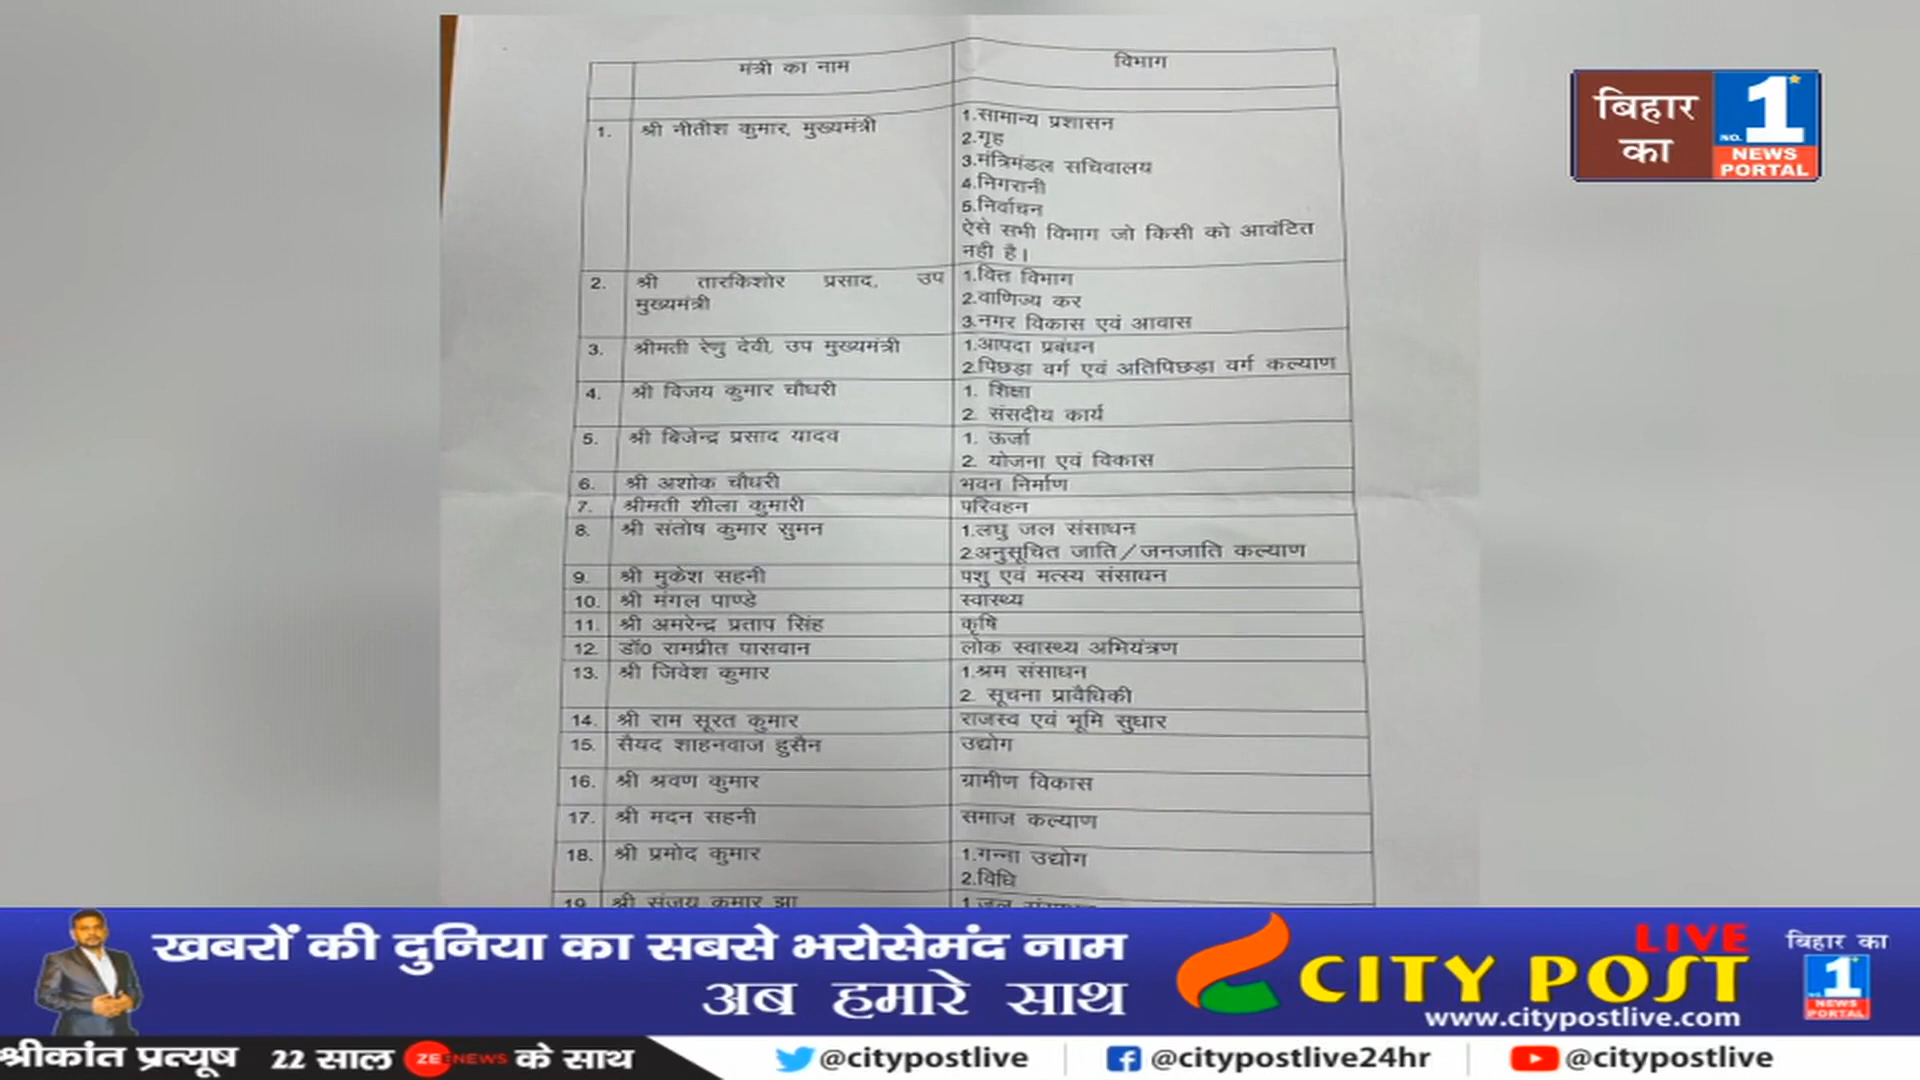 मंत्री का नाम
विभाग
1.
श्री नीतीश कुमार, मुख्यमंत्री
1.सामान्य प्रशासन
2.गृह
3.मंत्रिमंडल सचिवालय
4.निगरानी
5.निर्वाचन
ऐसे सभी विभाग जो किसी को आवंटित
नही है।
2.
श्री तारकिशोर प्रसाद, उप
मुख्यमंत्री
1.वित्त विभाग
2.वाणिज्य कर
3.नगर विकास एवं आवास
3.
श्रीमती रेणु देवी, उप मुख्यमंत्री
1.आपदा प्रबंधन
2.पिछड़ा वर्ग एवं अतिपिछड़ा वर्ग कल्याण
4.
श्री विजय कुमार चौधरी
1. शिक्षा
2. संसदीय कार्य
5.
श्री बिजेन्द्र प्रसाद यादव
1. ऊर्जा
2. योजना एवं विकास
6.
श्री अशोक चौधरी
भवन निर्माण
7.
श्रीमती शीला कुमारी
परिवहन
8.
श्री संतोष कुमार सुमन
1.लघु जल संसाधन
2.अनुसूचित जाति/जनजाति कल्याण
9.
श्री मुकेश सहनी
पशु एवं मत्स्य संसाधन
10.
श्री मंगल पाण्डे
स्वास्थ्य
11.
श्री अमरेन्द्र प्रताप सिंह
कृषि
12.
डॉ0 रामप्रीत पासवान
लोक स्वास्थ्य अभियंत्रण
13.
श्री जिवेश कुमार
1.श्रम संसाधन
2. सूचना प्रावैधिकी
14.
श्री राम सूरत कुमार
राजस्व एवं भूमि सुधार
15.
सैयद शाहनवाज हुसैन
उद्योग
16.
श्री श्रवण कुमार
ग्रामीण विकास
17.
श्री मदन सहनी
समाज कल्याण
18.
श्री प्रमोद कुमार
1.गन्ना उद्योग
2.विधि
19
श्री संजय कुमार झा
1.जल संसाधन
बिहार
का
NO. 1
NEWS
PORTAL
खबरों की दुनिया का सबसे भरोसेमंद नाम
अब हमारे साथ
LIVE
CITY POST
www.citypostlive.com
बिहार का
NO. 1
NEWS
PORTAL
श्रीकांत प्रत्यूष 22 साल ZEE NEWS के साथ
@citypostlive
@citypostlive24hr
@citypostlive